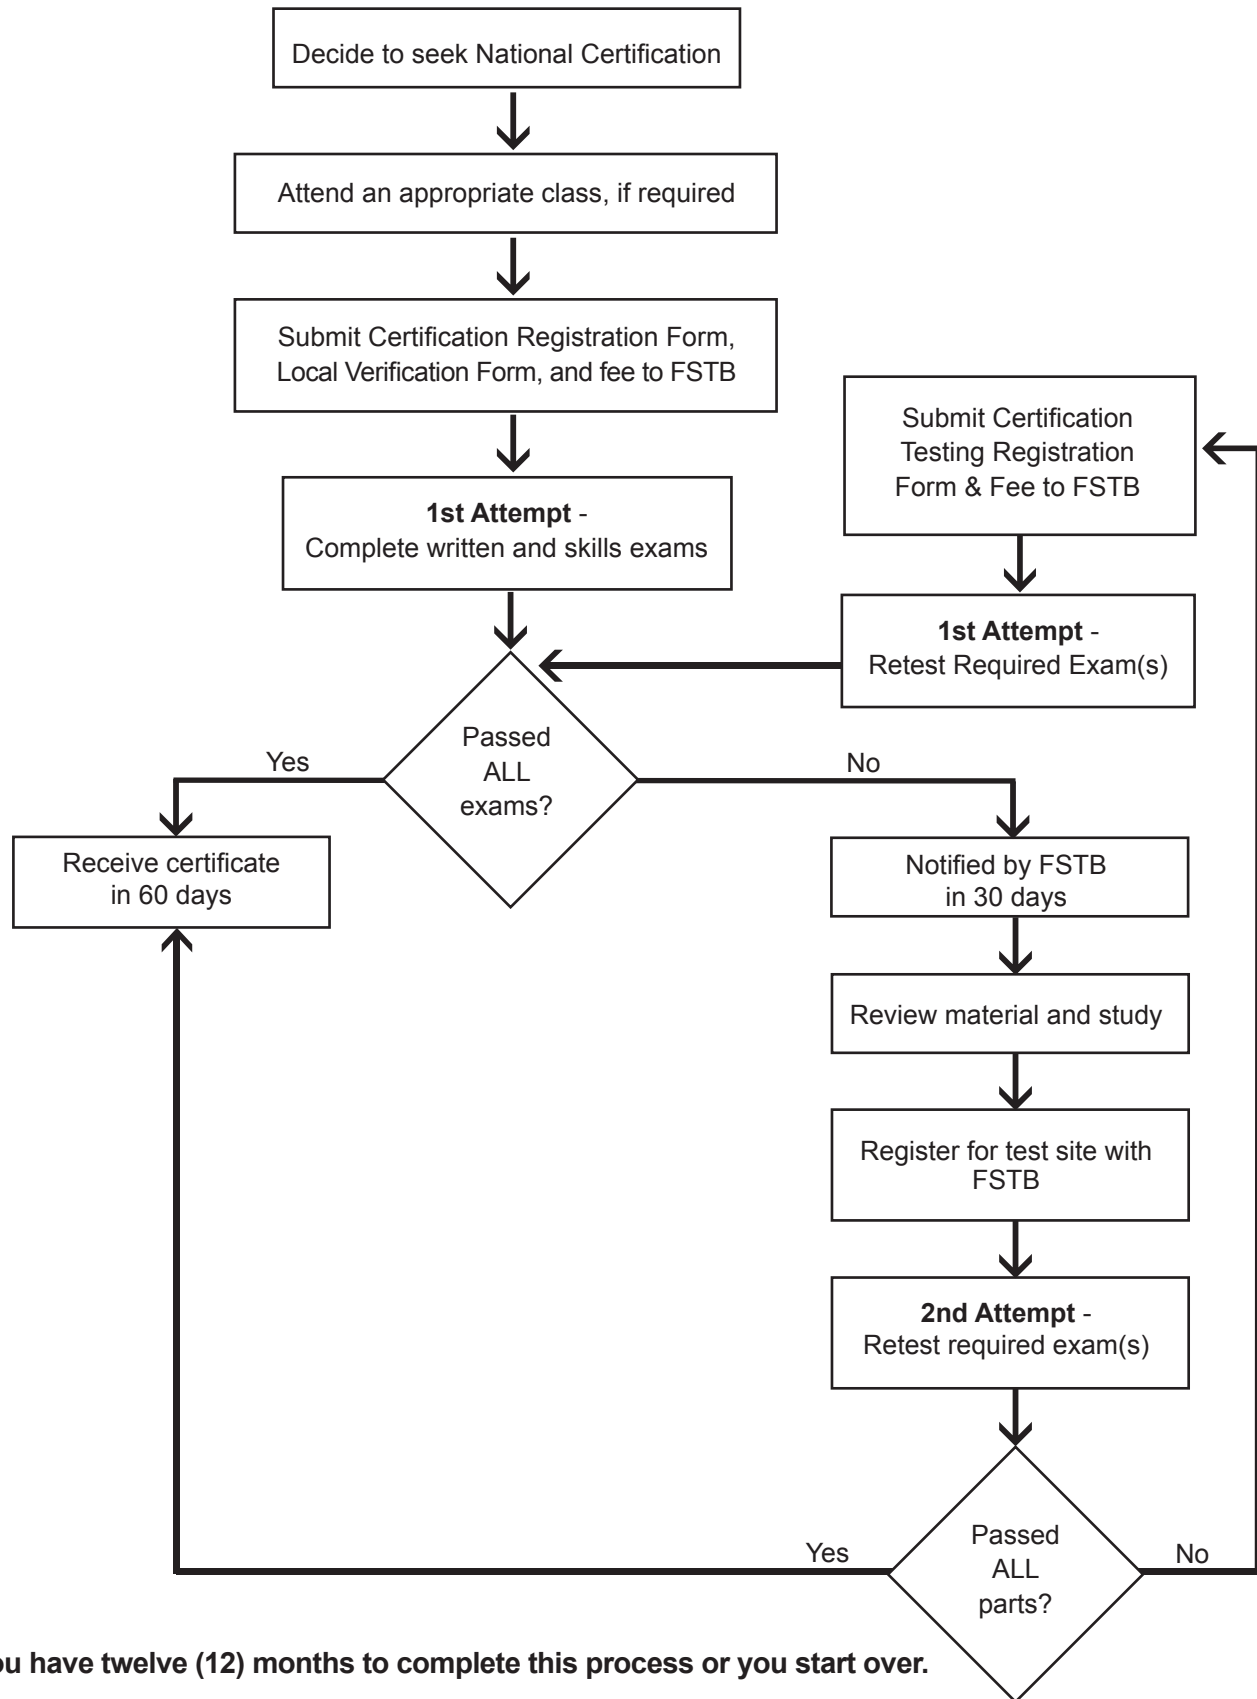 Decide to seek National Certification
Attend an appropriate class, if required
Submit Certification Registration Form,
Local Verification Form, and fee to FSTB
Submit Certification
Testing Registration
Form & Fee to FSTB
1st Attempt -
Complete written and skills exams
1st Attempt -
Retest Required Exam(s)
Passed
ALL
exams?
Yes
No
Receive certificate
in 60 days
Notified by FSTB
in 30 days
Review material and study
Register for test site with
FSTB
2nd Attempt -
Retest required exam(s)
Passed
ALL
parts?
Yes
No
ou have twelve (12) months to complete this process or you start over.